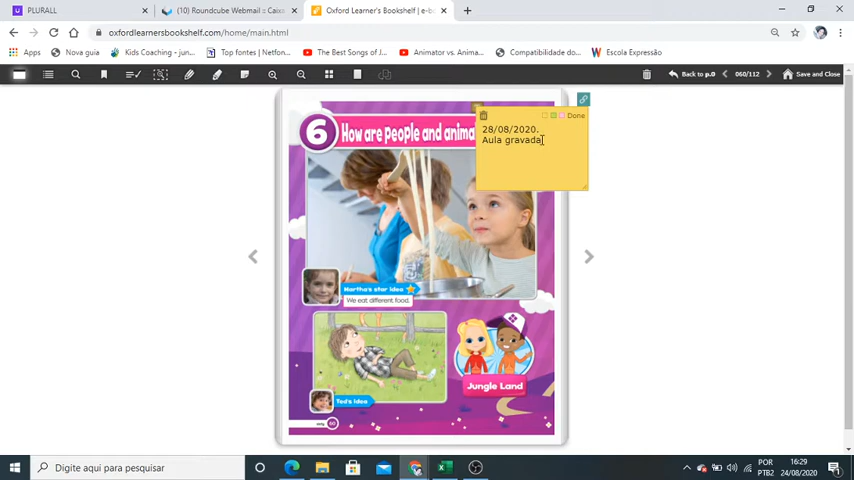 PLURALL
(10) Roundcube Webmail :: Caixa
Oxford Learner's Bookshelf | e-b
oxfordlearnersbookshelf.com/home/main.html
Apps
Nova guia
Kids Coaching - jun...
Top fontes | Netfon...
The Best Songs of J...
Animator vs. Anima...
Compatibilidade do...
Escola Expressão
Back to p.0
060/112
Save and Close
6
How are people and anima
Done
28/08/2020.
Aula gravada
Martha's star idea
We eat different food.
Jungle Land
Ted's idea
60
Digite aqui para pesquisar
POR
PTB2
16:29
24/08/2020